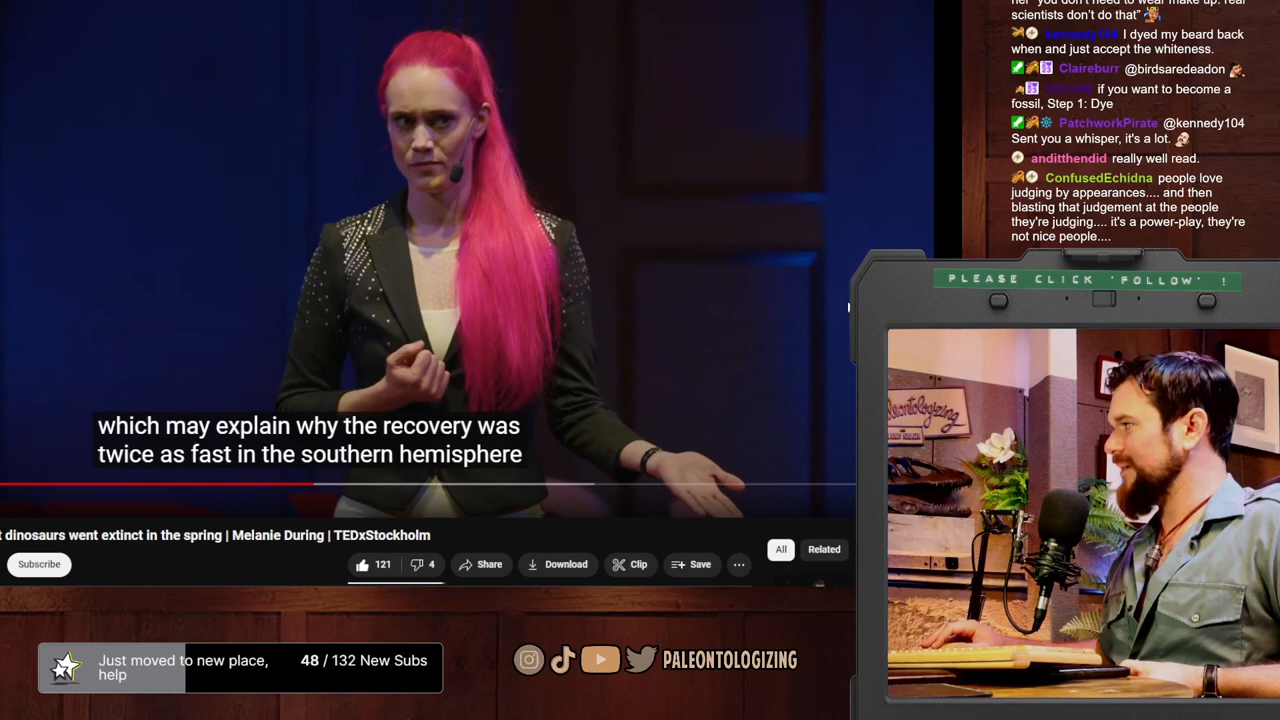 her "you don't need to wear make up. real
scientists don't do that"
kennedy104 I dyed my beard back
when and just accept the whiteness.
Claireburr @birdsaredeadon
if you want to become a
fossil, Step 1: Dye
PatchworkPirate @kennedy104
Sent you a whisper, it's a lot.
anditthendid really well read.
ConfusedEchidna people love
judging by appearances.... and then
blasting that judgement at the people
they're judging.... it's a power-play, they're
not nice people....
PLEASE CLICK 'FOLLOW' !
which may explain why the recovery was
twice as fast in the southern hemisphere
t dinosaurs went extinct in the spring | Melanie During | TEDxStockholm
Subscribe
121
4
Share
Download
Clip
Save
All
Related
Just moved to new place,
help
48 / 132 New Subs
PALEONTOLOGIZING